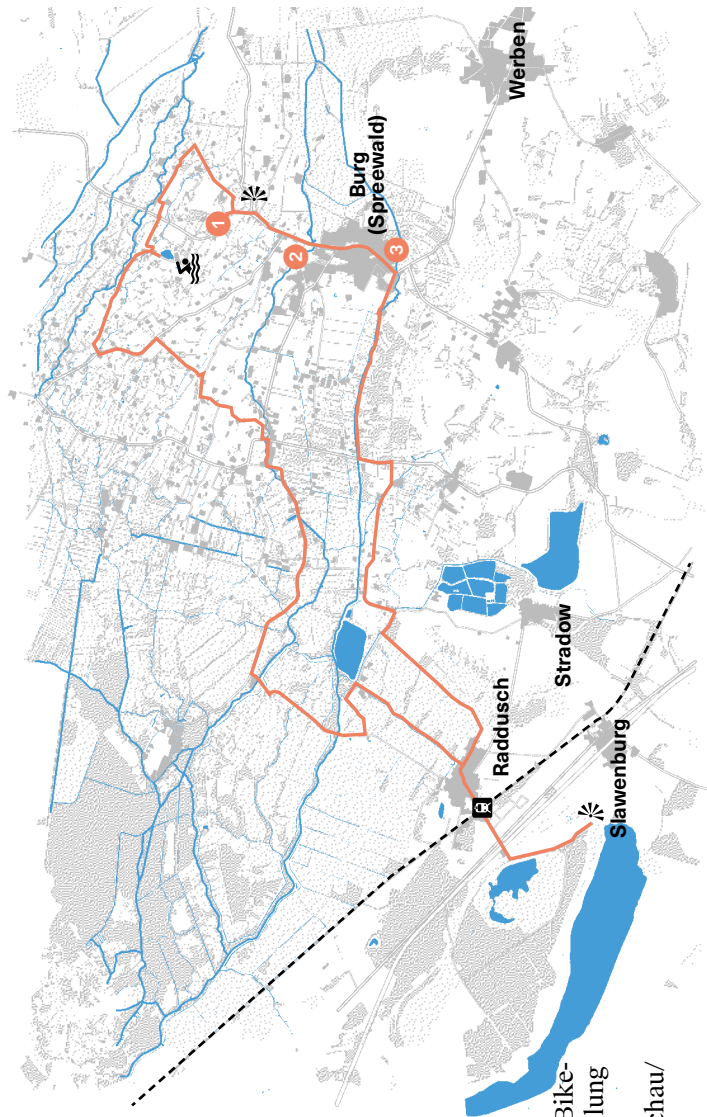 Werben
Burg
(Spreewald)
1
2
3
Stradow
Raddusch
Slawenburg
Bike-
lung
chau/